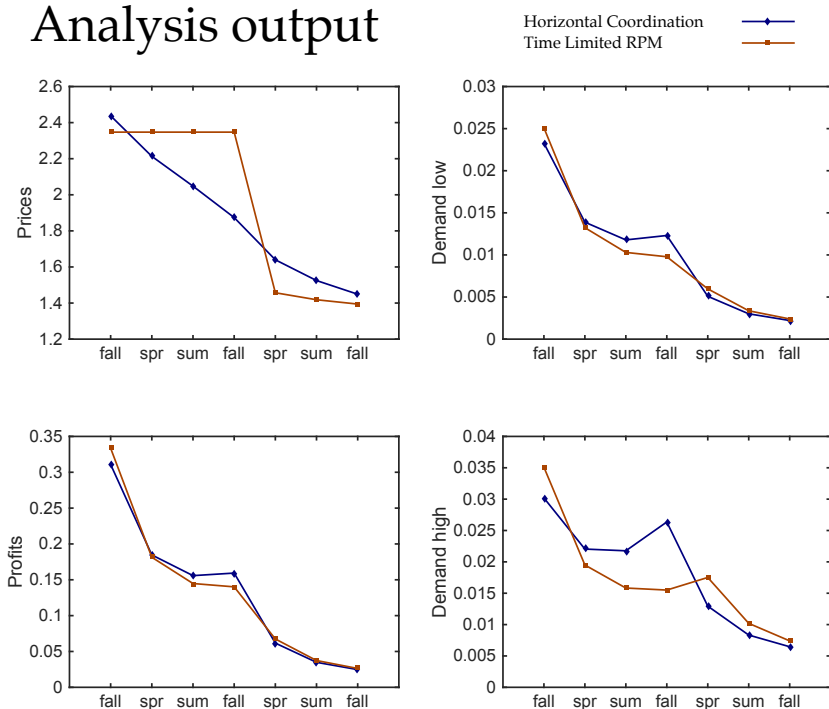 Analysis output
Horizontal Coordination
Time Limited RPM
Prices
2.6
2.4
2.2
2
1.8
1.6
1.4
1.2
fall spr sum fall spr sum fall
Demand low
0.03
0.025
0.02
0.015
0.01
0.005
0
fall spr sum fall spr sum fall
Profits
0.35
0.3
0.25
0.2
0.15
0.1
0.05
0
fall spr sum fall spr sum fall
Demand high
0.04
0.035
0.03
0.025
0.02
0.015
0.01
0.005
0
fall spr sum fall spr sum fall